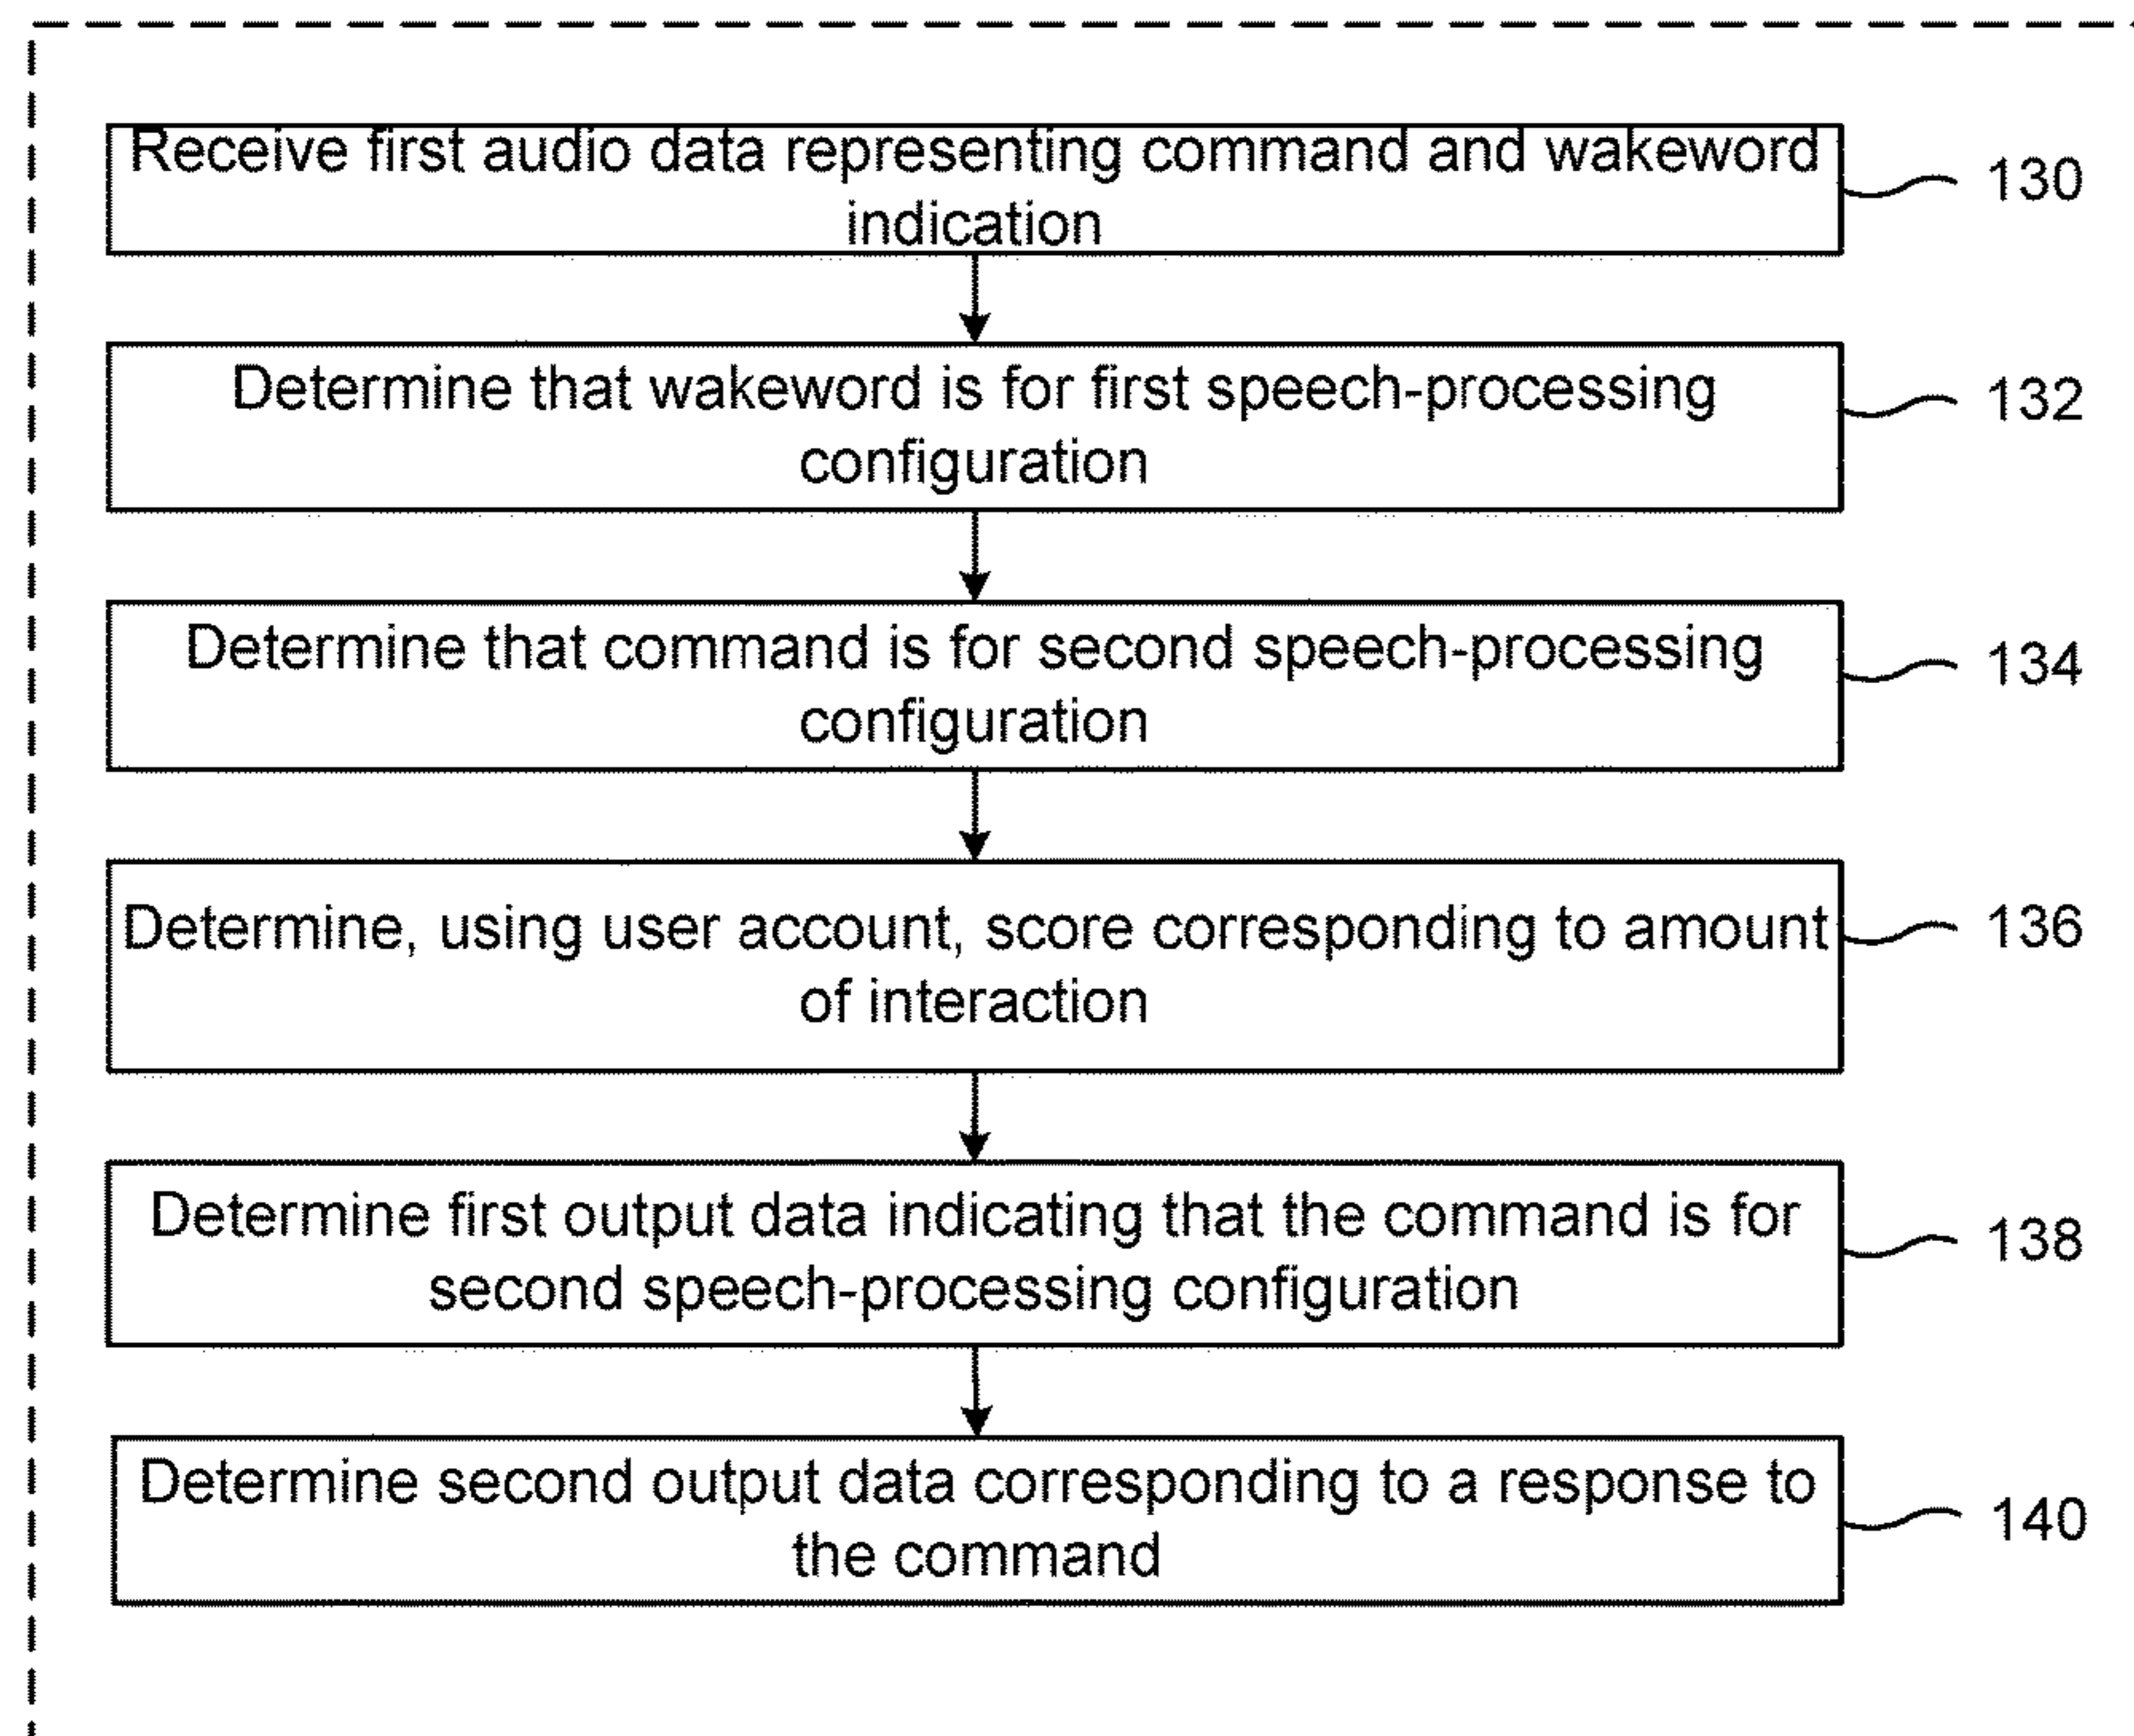 Receive first audio data representing command and wakeword
indication
130
Determine that wakeword is for first speech-processing
configuration
132
Determine that command is for second speech-processing
configuration
134
Determine, using user account, score corresponding to amount
of interaction
136
Determine first output data indicating that the command is for
second speech-processing configuration
138
Determine second output data corresponding to a response to
the command
140